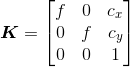 K = [ f 0 c_x
0 f c_y
0 0 1 ]